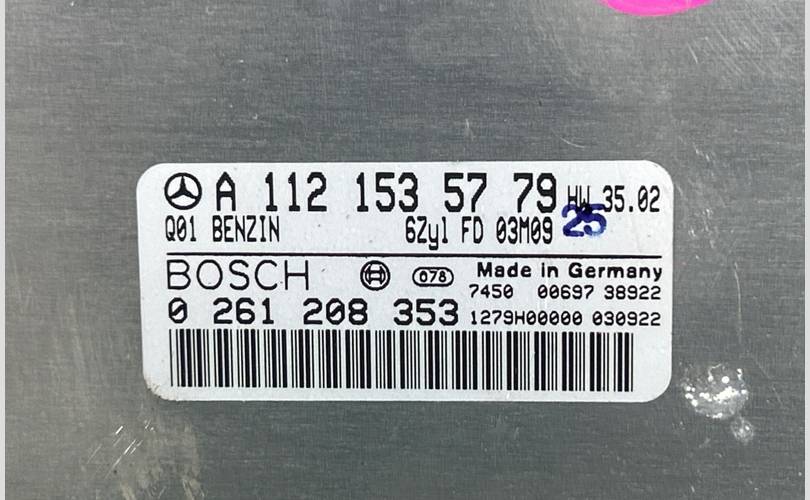 A 112 153 57 79 HW 35.02
Q01 BENZIN 6Zyl FD 03M09 25
BOSCH 078 Made in Germany
7450 00697 38922
0 261 208 353 1279H00000 030922